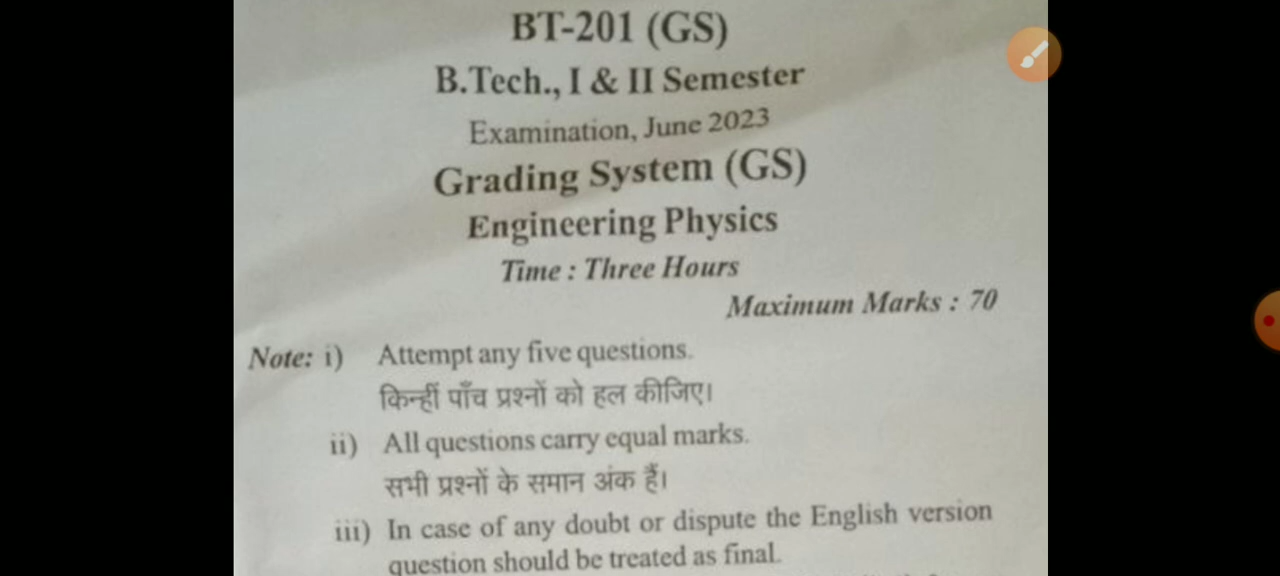 BT-201 (GS)
B.Tech., I & II Semester
Examination, June 2023
Grading System (GS)
Engineering Physics
Time : Three Hours
Maximum Marks : 70
Note: i) Attempt any five questions.
किन्हीं पाँच प्रश्नों को हल कीजिए।
ii) All questions carry equal marks.
सभी प्रश्नों के समान अंक हैं।
iii) In case of any doubt or dispute the English version
question should be treated as final.